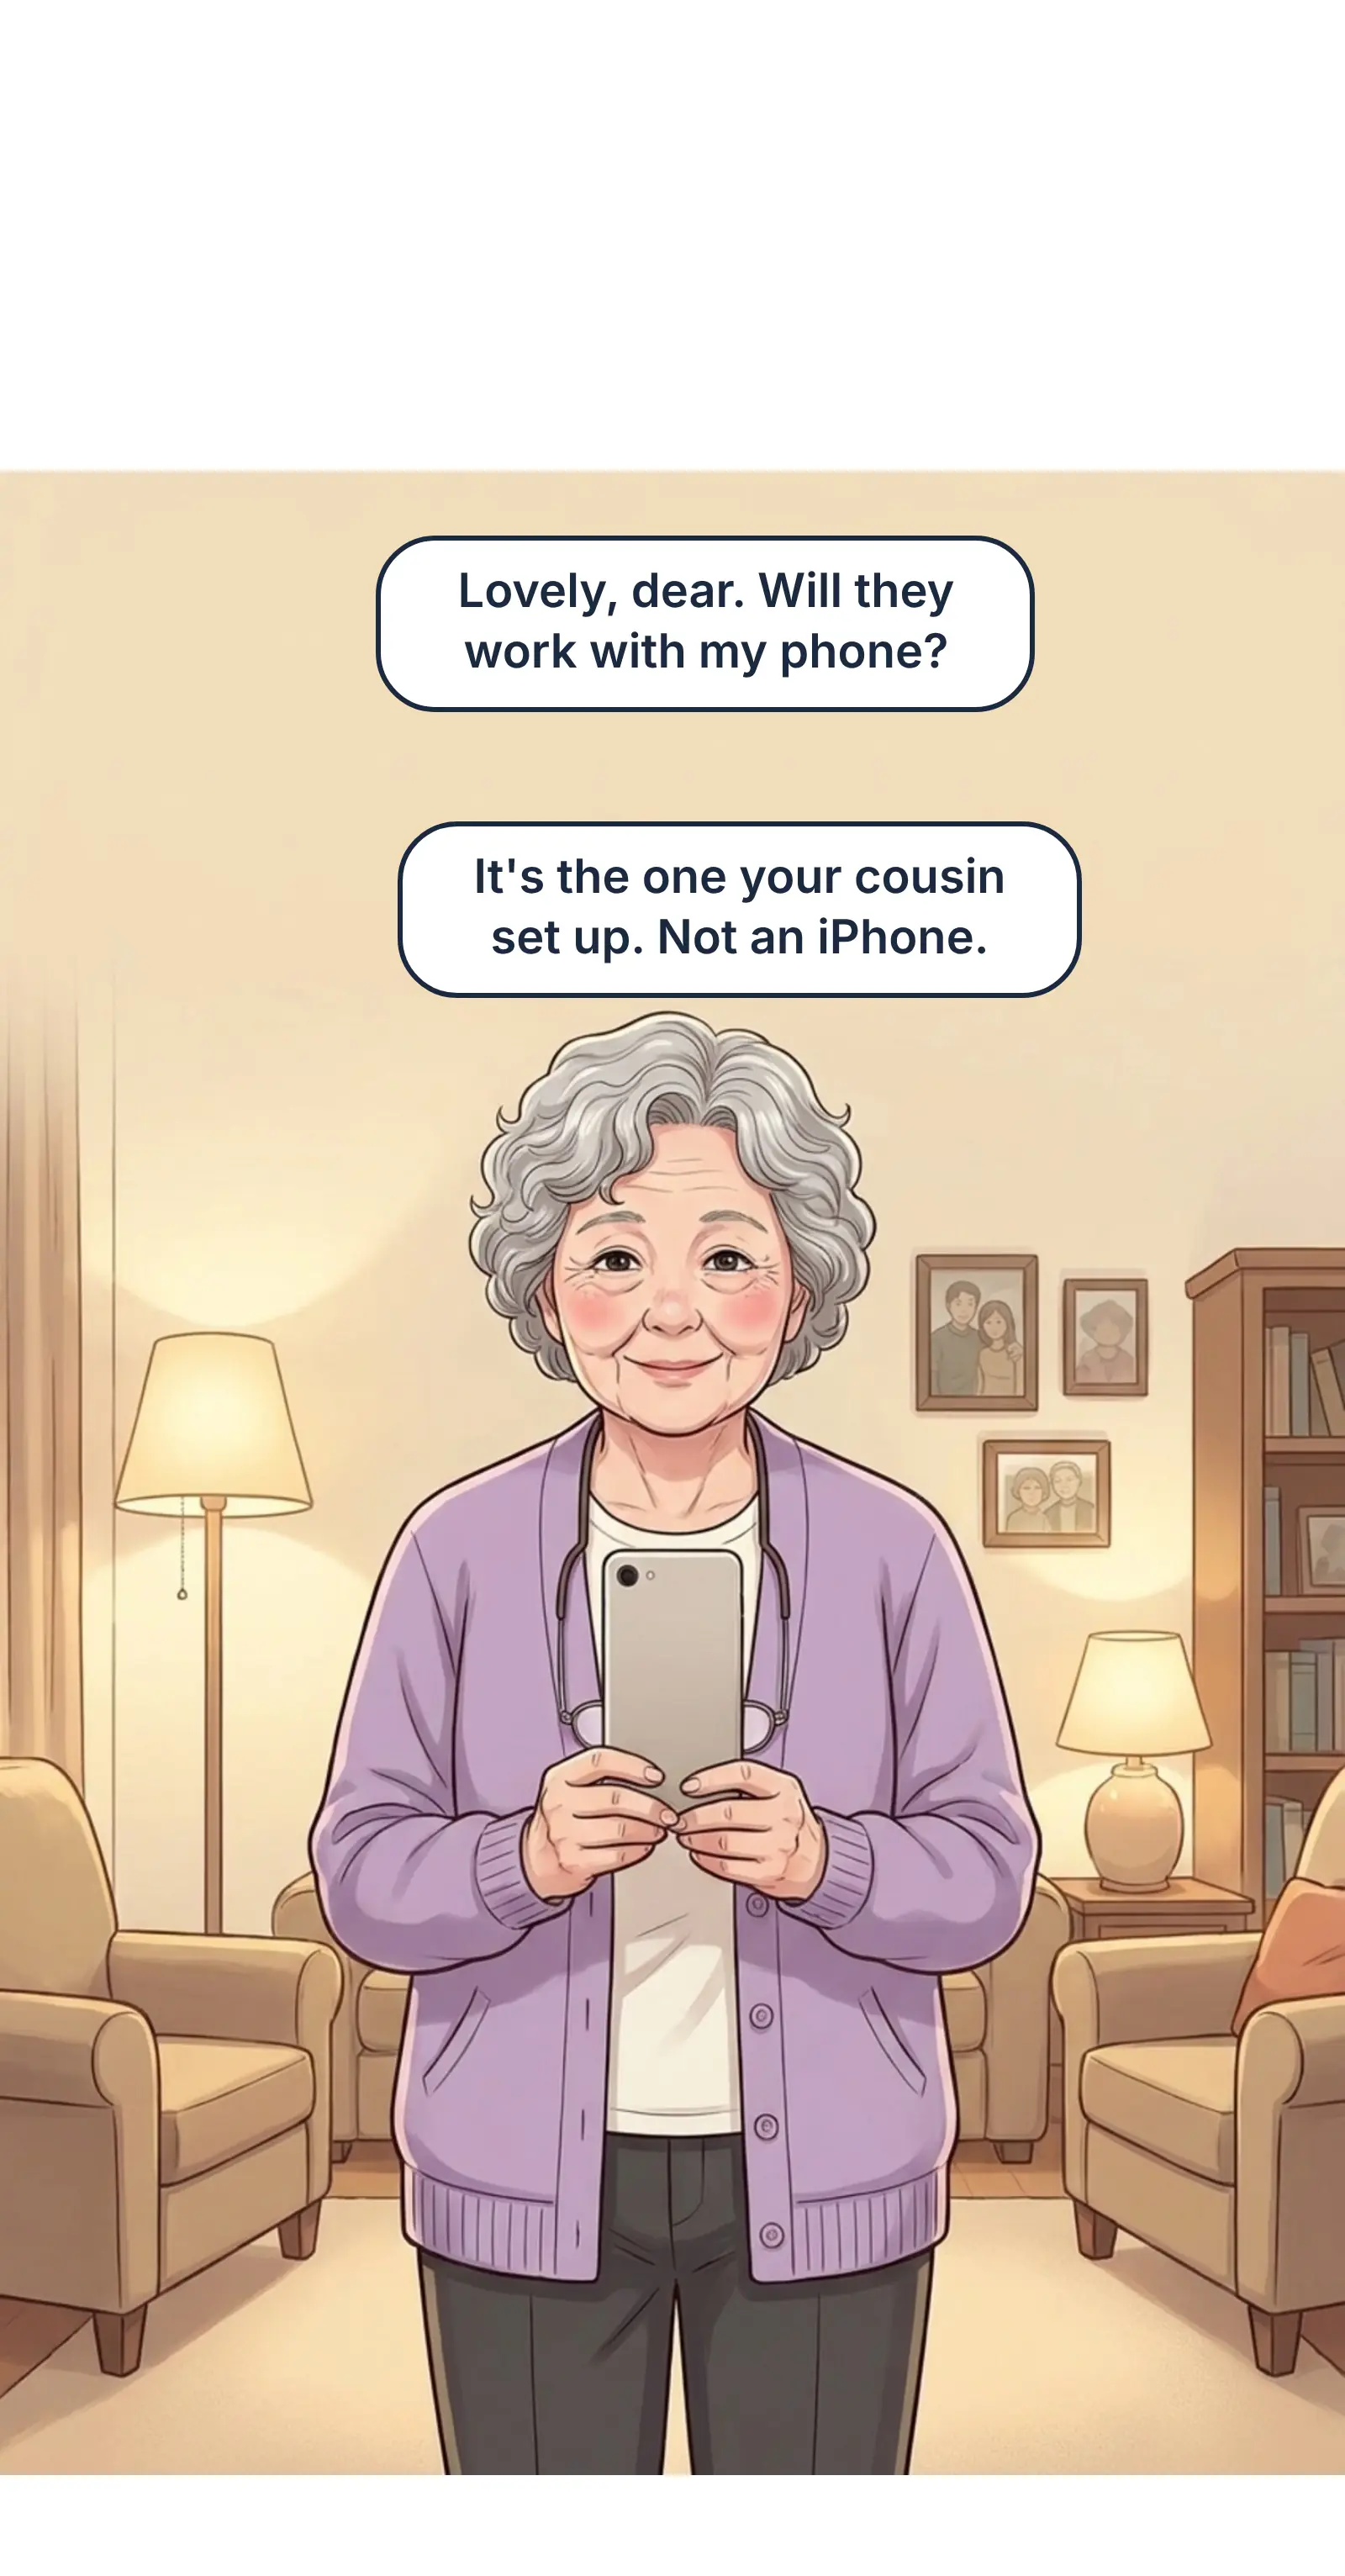 Lovely, dear. Will they
work with my phone?
It's the one your cousin
set up. Not an iPhone.